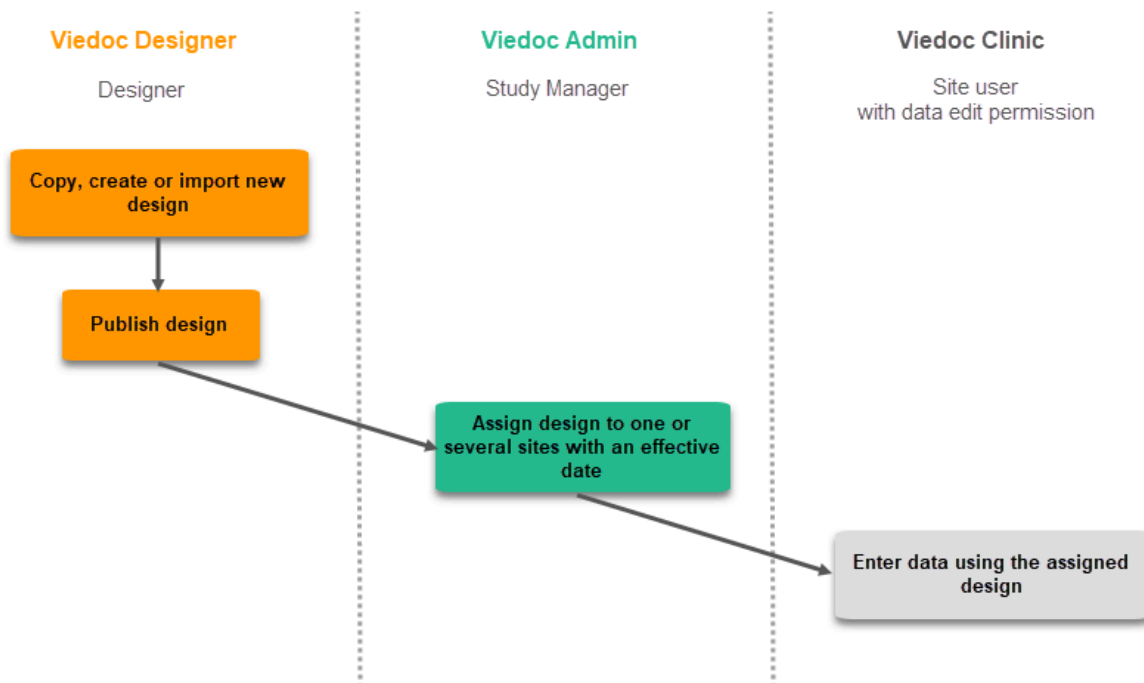 Viedoc Designer
Viedoc Admin
Viedoc Clinic
Designer
Study Manager
Site user
with data edit permission
Copy, create or import new
design
Publish design
Assign design to one or
several sites with an effective
date
Enter data using the assigned
design